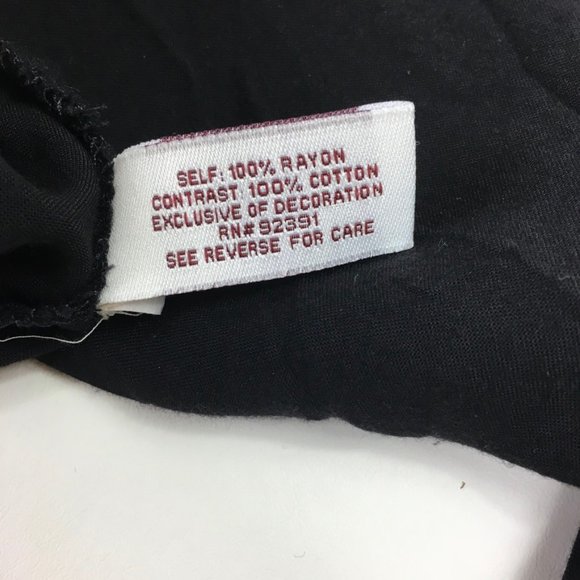 SELF: 100% RAYON
CONTRAST 100% COTTON
EXCLUSIVE OF DECORATION
RN#92391
SEE REVERSE FOR CARE